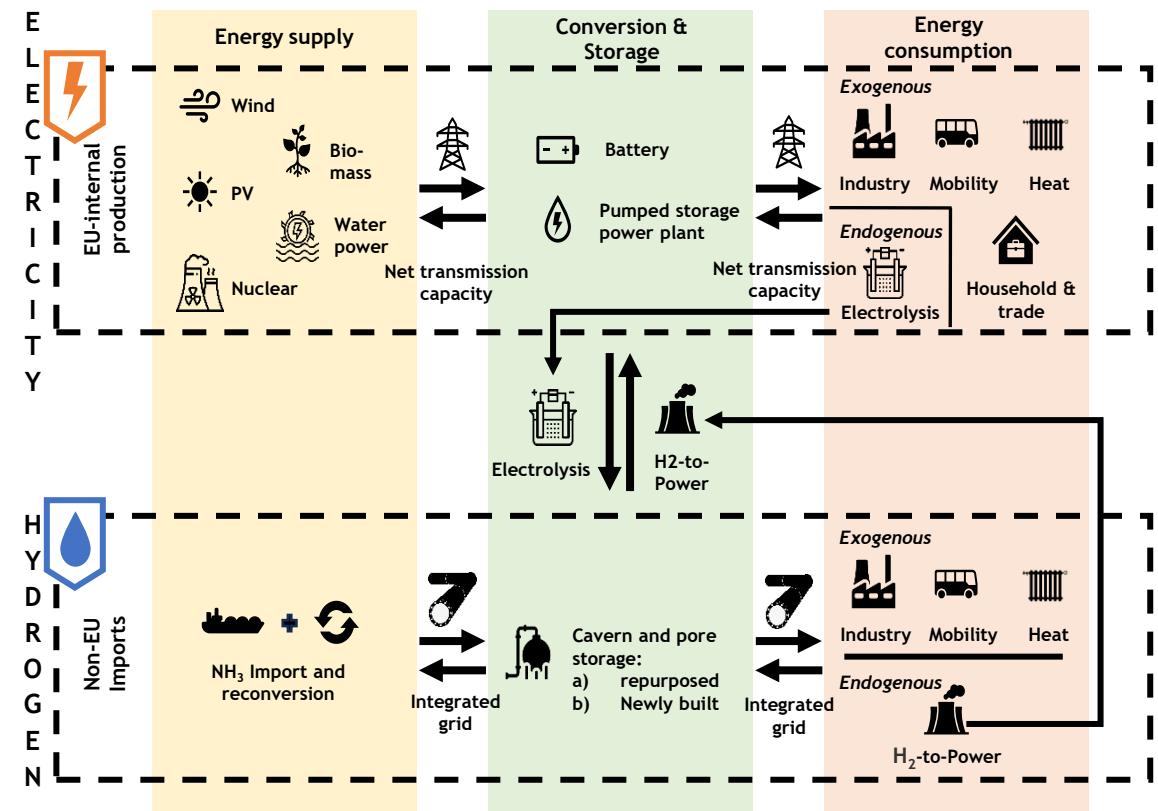 ELECTRICITY
Energy supply
Conversion &
Storage
Energy
consumption
EU-internal
production
Wind
Bio-
mass
PV
Water
power
Nuclear
Net transmission
capacity
- +
Battery
Pumped storage
power plant
Net transmission
capacity
Exogenous
Industry
Mobility
Heat
Endogenous
+ -
Electrolysis
Household &
trade
+ -
Electrolysis
H2-to-
Power
HYDROGEN
Non-EU
Imports
+
NH₃ Import and
reconversion
Integrated
grid
Cavern and pore
storage:
a) repurposed
b) Newly built
Integrated
grid
Exogenous
Industry
Mobility
Heat
Endogenous
H₂-to-Power